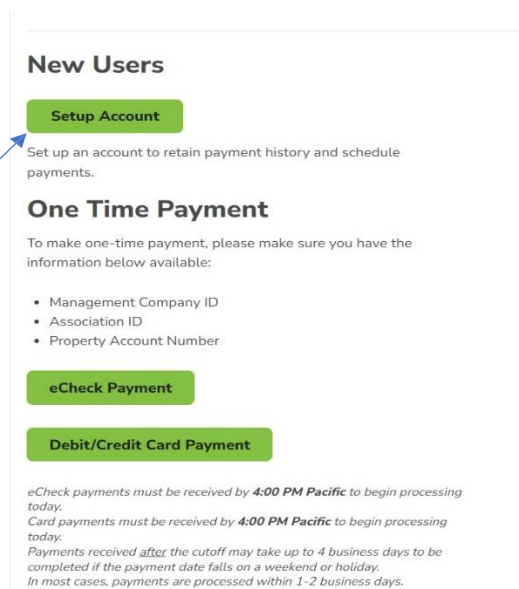 New Users
Setup Account
Set up an account to retain payment history and schedule
payments.
One Time Payment
To make one-time payment, please make sure you have the
information below available:
• Management Company ID
• Association ID
• Property Account Number
eCheck Payment
Debit/Credit Card Payment
eCheck payments must be received by 4:00 PM Pacific to begin processing
today.
Card payments must be received by 4:00 PM Pacific to begin processing
today.
Payments received after the cutoff may take up to 4 business days to be
completed if the payment date falls on a weekend or holiday.
In most cases, payments are processed within 1-2 business days.